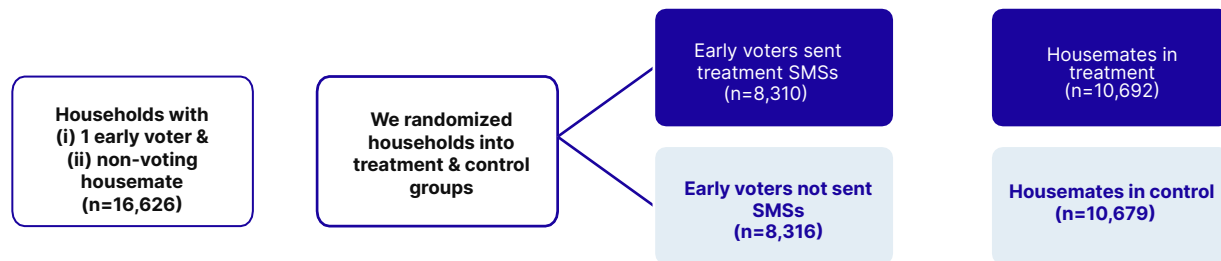 Households with
(i) 1 early voter &
(ii) non-voting
housemate
(n=16,626)
We randomized
households into
treatment & control
groups
Early voters sent
treatment SMSs
(n=8,310)
Early voters not sent
SMSs
(n=8,316)
Housemates in
treatment
(n=10,692)
Housemates in control
(n=10,679)